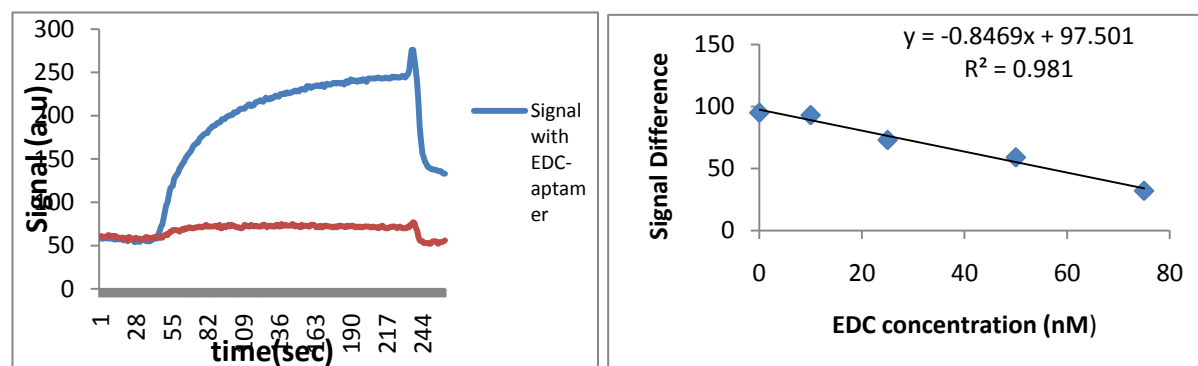 300
250
200
150
100
50
0
Signal (a.u)
1
28
55
82
109
136
163
190
217
244
time(sec)
Signal
with
EDC-
aptam
er
y = -0.8469x + 97.501
R² = 0.981
150
100
50
0
Signal Difference
0
20
40
60
80
EDC concentration (nM)